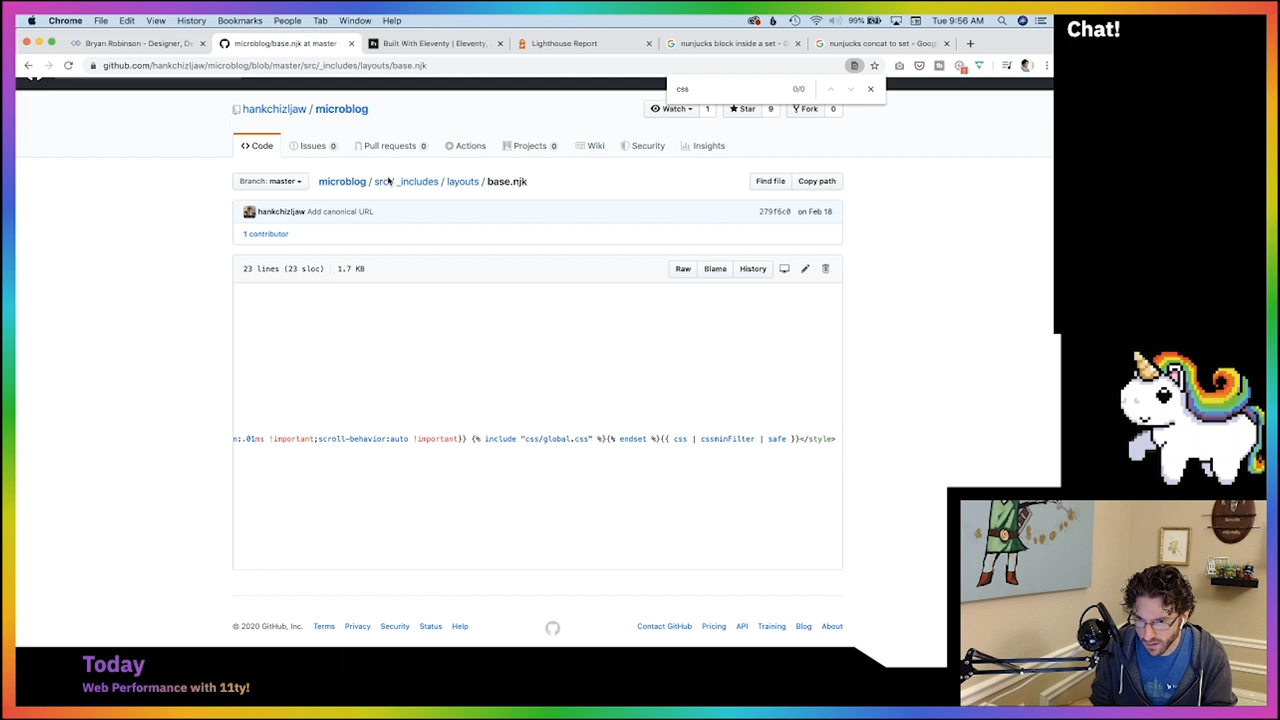 Chrome File Edit View History Bookmarks People Tab Window Help 99% Tue 9:56 AM
Chat!
Bryan Robinson - Designer, De
microblog/base.njk at master
Built With Eleventy | Eleventy,
Lighthouse Report
nunjucks block inside a set - G
nunjucks concat to set - Goog
github.com/hankchizljaw/microblog/blob/master/src/_includes/layouts/base.njk
css 0/0
hankchizljaw / microblog
Watch 1 Star 9 Fork 0
Code Issues 0 Pull requests 0 Actions Projects 0 Wiki Security Insights
Branch: master microblog / src / _includes / layouts / base.njk Find file Copy path
hankchizljaw Add canonical URL 279f6c0 on Feb 18
1 contributor
23 lines (23 sloc) 1.7 KB Raw Blame History
n:.01ms !important;scroll-behavior:auto !important}} {% include "css/global.css" %}{% endset %}{{ css | cssminFilter | safe }}</style>
© 2020 GitHub, Inc. Terms Privacy Security Status Help Contact GitHub Pricing API Training Blog About
Today
Web Performance with 11ty!